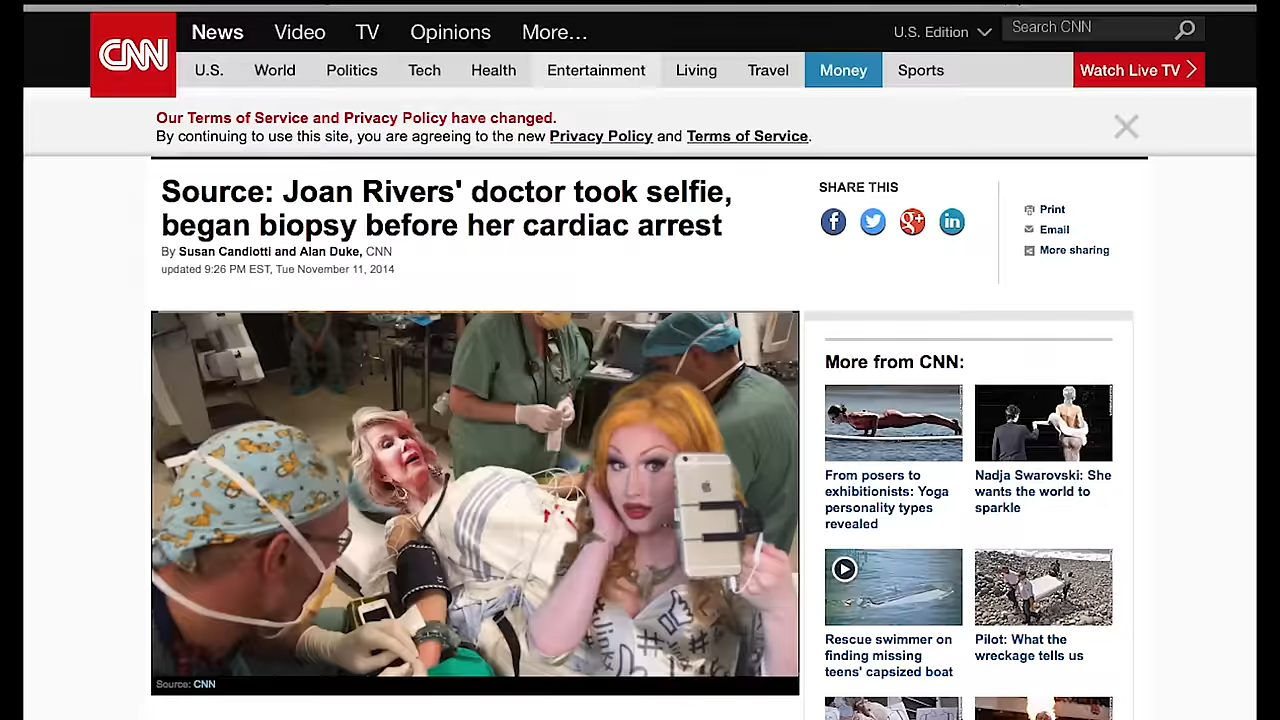 CNN
News Video TV Opinions More...
U.S. Edition
Search CNN
U.S. World Politics Tech Health Entertainment Living Travel Money Sports
Watch Live TV
Our Terms of Service and Privacy Policy have changed.
By continuing to use this site, you are agreeing to the new Privacy Policy and Terms of Service.
Source: Joan Rivers' doctor took selfie,
began biopsy before her cardiac arrest
By Susan Candiotti and Alan Duke, CNN
updated 9:26 PM EST, Tue November 11, 2014
SHARE THIS
Print
Email
More sharing
Source: CNN
More from CNN:
From posers to
exhibitionists: Yoga
personality types
revealed
Nadja Swarovski: She
wants the world to
sparkle
Rescue swimmer on
finding missing
teens' capsized boat
Pilot: What the
wreckage tells us